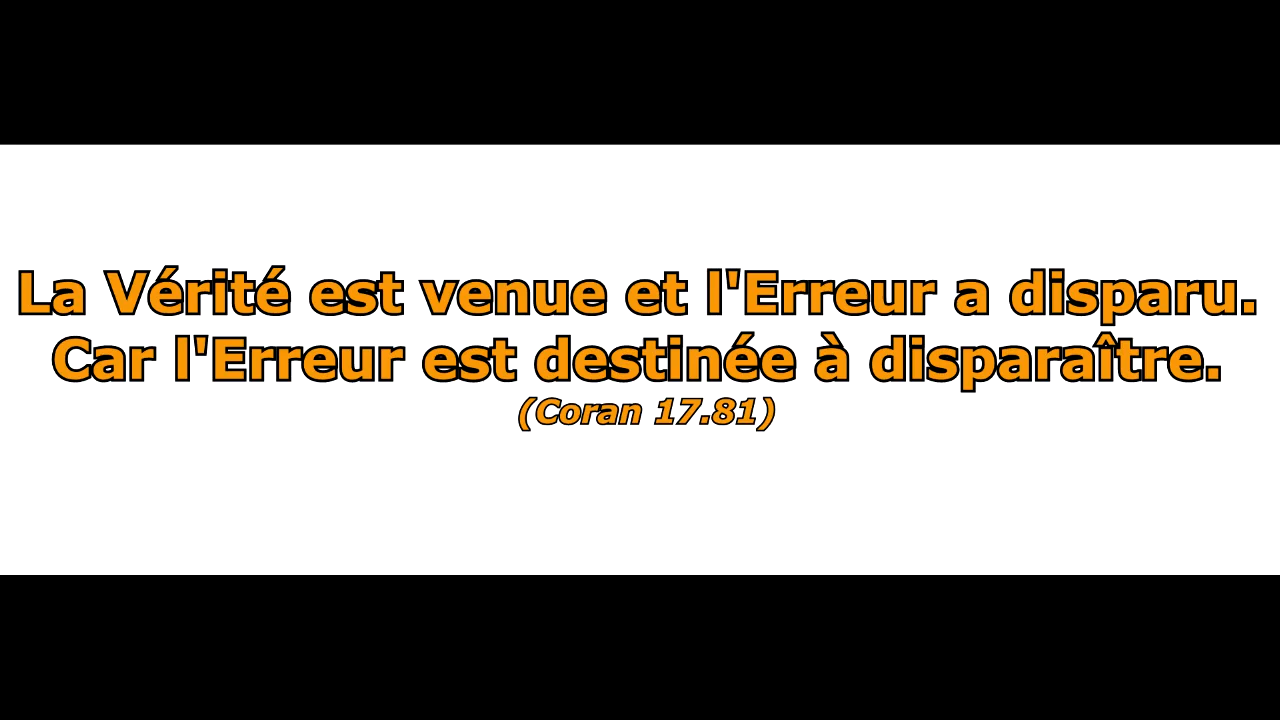 La Vérité est venue et l'Erreur a disparu.
Car l'Erreur est destinée à disparaître.
(Coran 17.81)